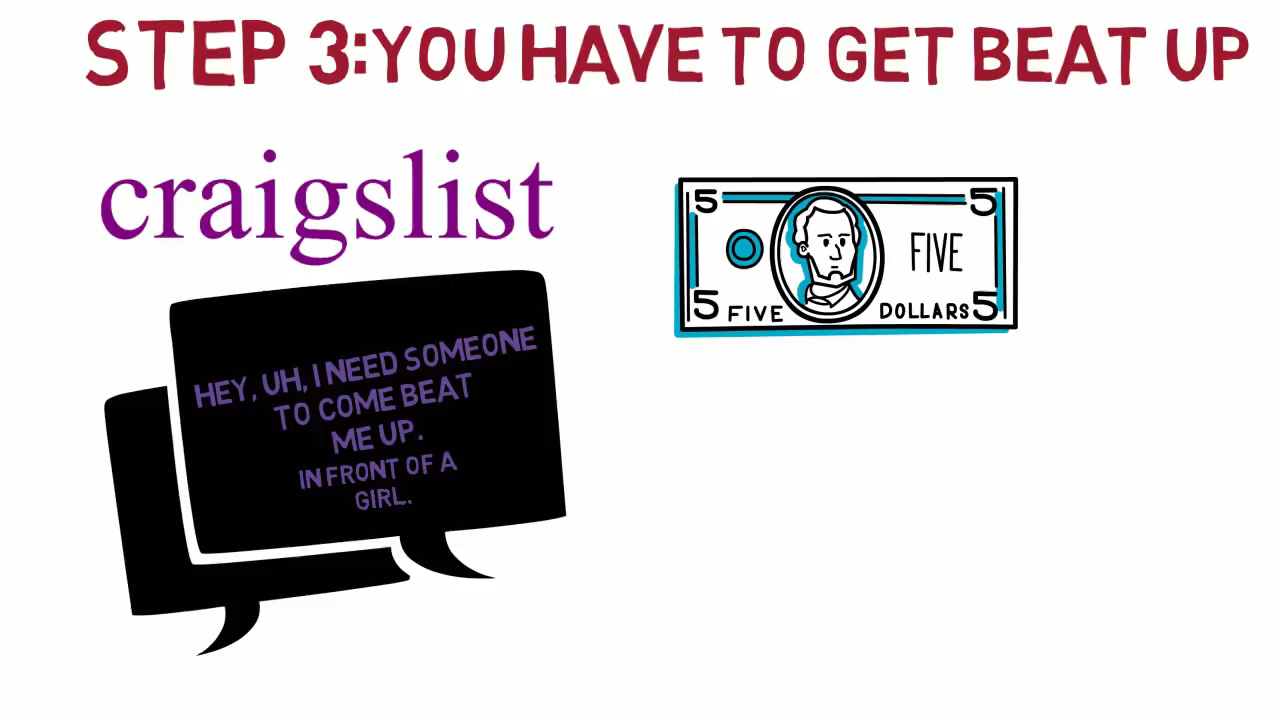 STEP 3:YOU HAVE TO GET BEAT UP
craigslist
HEY, UH, I NEED SOMEONE
TO COME BEAT
ME UP.
IN FRONT OF A
GIRL.
5 5
FIVE
5 FIVE DOLLARS 5